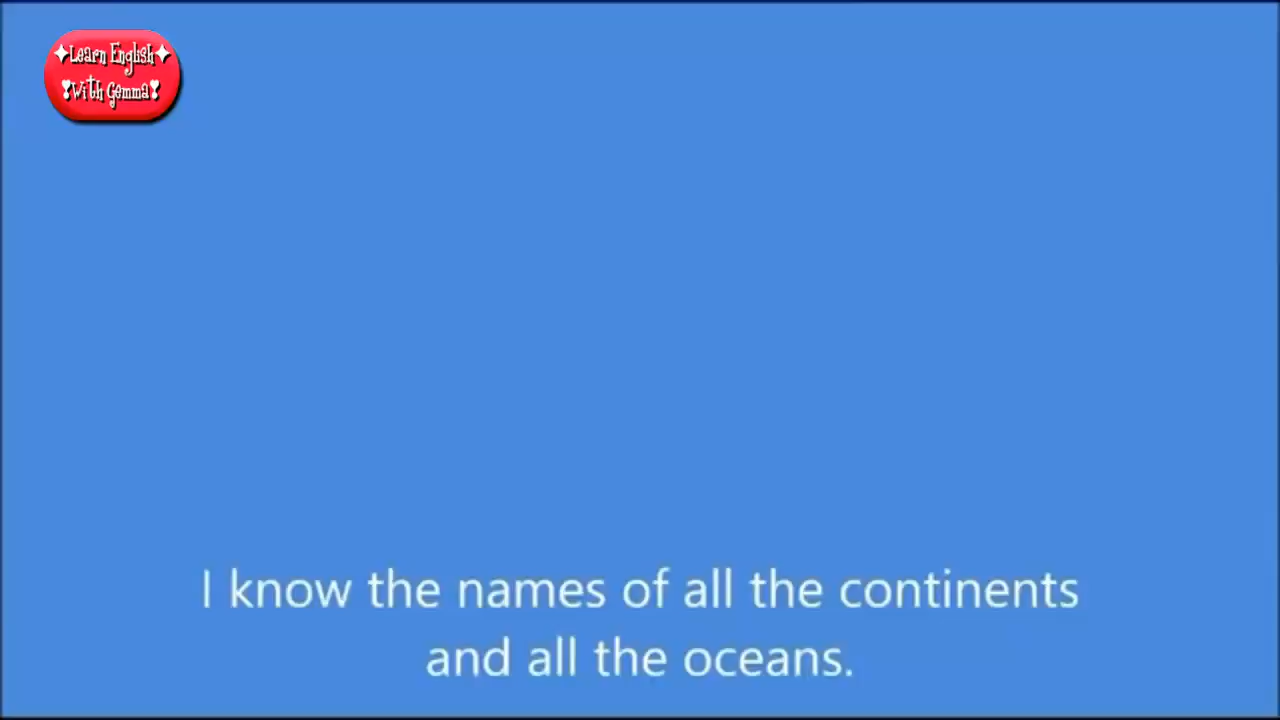 Learn English
With Gemma
I know the names of all the continents
and all the oceans.